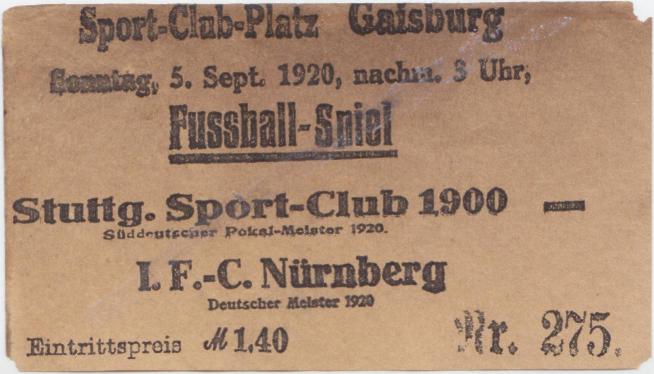 Sport-Club-Platz Gaisburg
Sonntag, 5. Sept. 1920, nachm. 3 Uhr,
Fussball-Spiel
Stuttg. Sport-Club 1900 —
Süddeutscher Pokal-Meister 1920.
I. F.-C. Nürnberg
Deutscher Meister 1920
Eintrittspreis ℳ 1.40
Nr. 275.